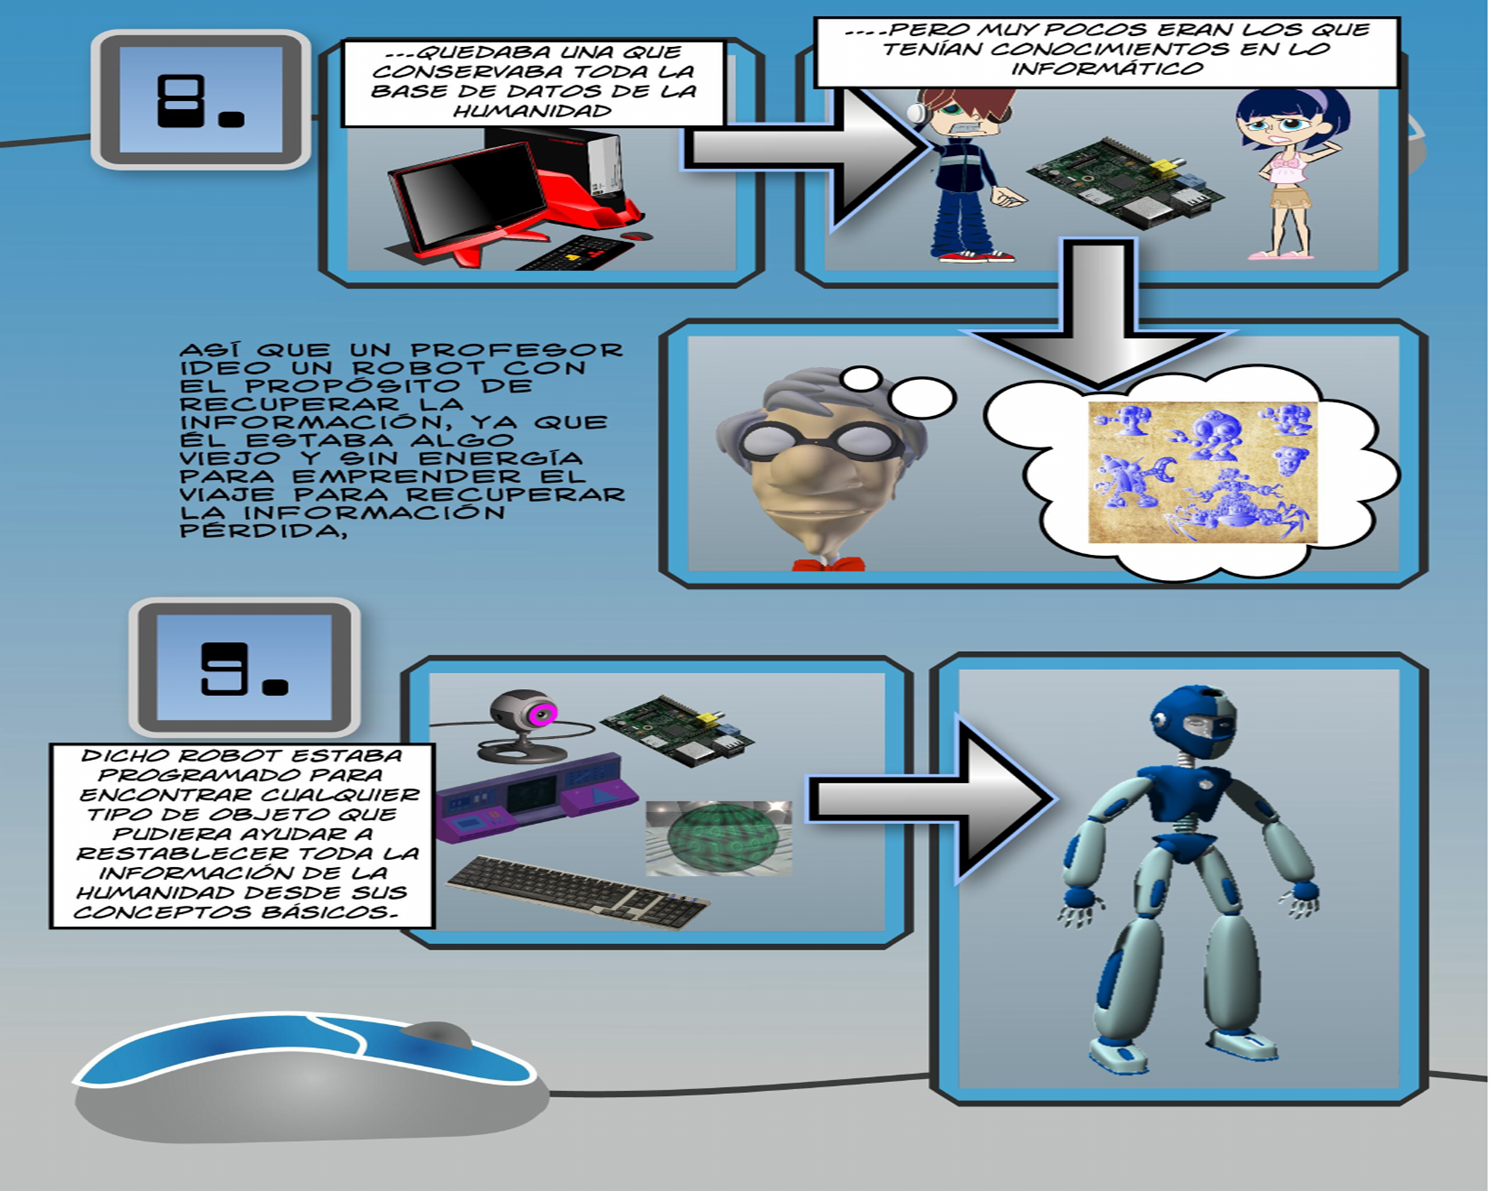 8.
...QUEDABA UNA QUE
CONSERVABA TODA LA
BASE DE DATOS DE LA
HUMANIDAD
....PERO MUY POCOS ERAN LOS QUE
TENÍAN CONOCIMIENTOS EN LO
INFORMÁTICO
ASÍ QUE UN PROFESOR
IDEO UN ROBOT CON
EL PROPÓSITO DE
RECUPERAR LA
INFORMACIÓN, YA QUE
ÉL ESTABA ALGO
VIEJO Y SIN ENERGÍA
PARA EMPRENDER EL
VIAJE PARA RECUPERAR
LA INFORMACIÓN
PÉRDIDA,
9.
DICHO ROBOT ESTABA
PROGRAMADO PARA
ENCONTRAR CUALQUIER
TIPO DE OBJETO QUE
PUDIERA AYUDAR A
RESTABLECER TODA LA
INFORMACIÓN DE LA
HUMANIDAD DESDE SUS
CONCEPTOS BÁSICOS.